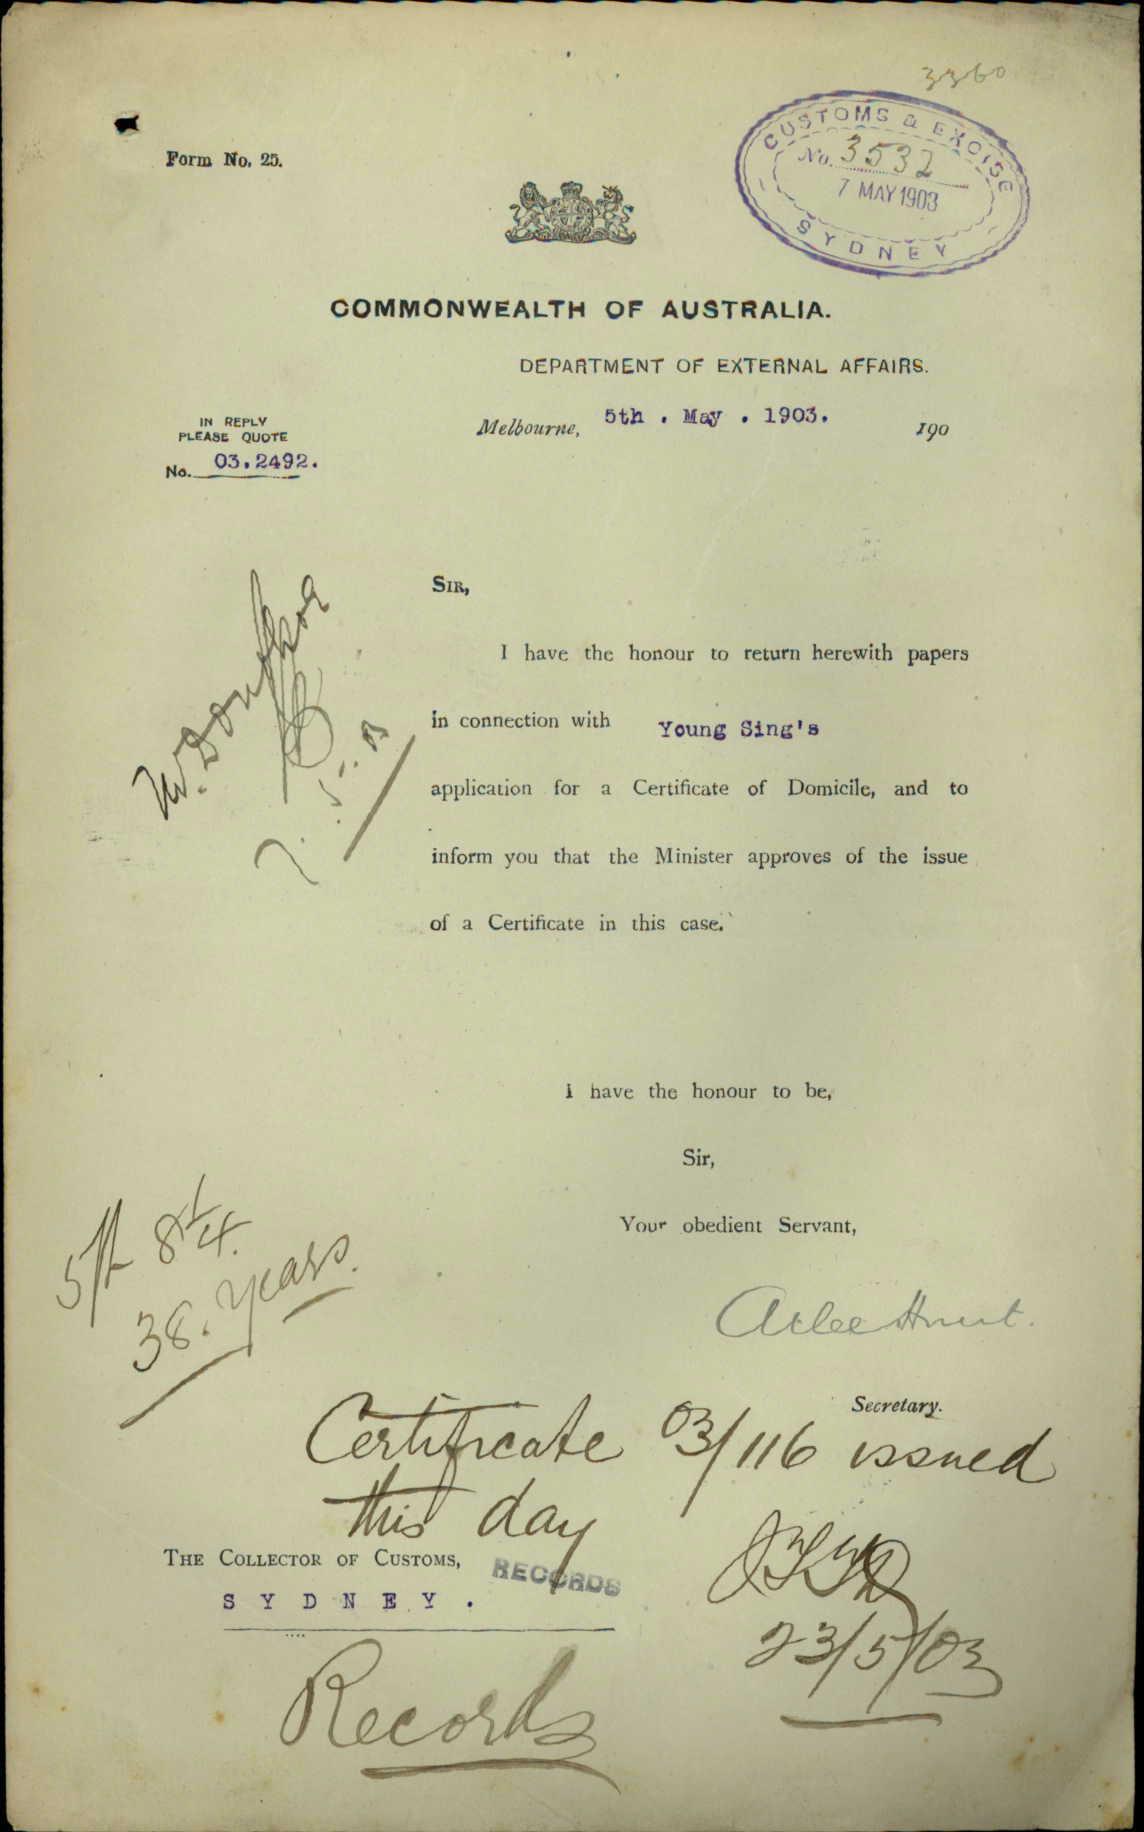 3360
CUSTOMS & EXCISE
No. 3532
7 MAY 1903
SYDNEY
Form No. 25.
COMMONWEALTH OF AUSTRALIA.
DEPARTMENT OF EXTERNAL AFFAIRS.
IN REPLY
PLEASE QUOTE
No. 03.2492.
Melbourne, 5th . May . 1903. 190
SIR,
I have the honour to return herewith papers
in connection with Young Sing's
application for a Certificate of Domicile, and to
inform you that the Minister approves of the issue
of a Certificate in this case.
7.5.03
I have the honour to be,
Sir,
Your obedient Servant,
Atlee Hunt.
Secretary.
5ft 8 1/4.
38. years.
Certificate 03/116 issued
this day
23/5/03
THE COLLECTOR OF CUSTOMS,
SYDNEY.
RECORDS
Records